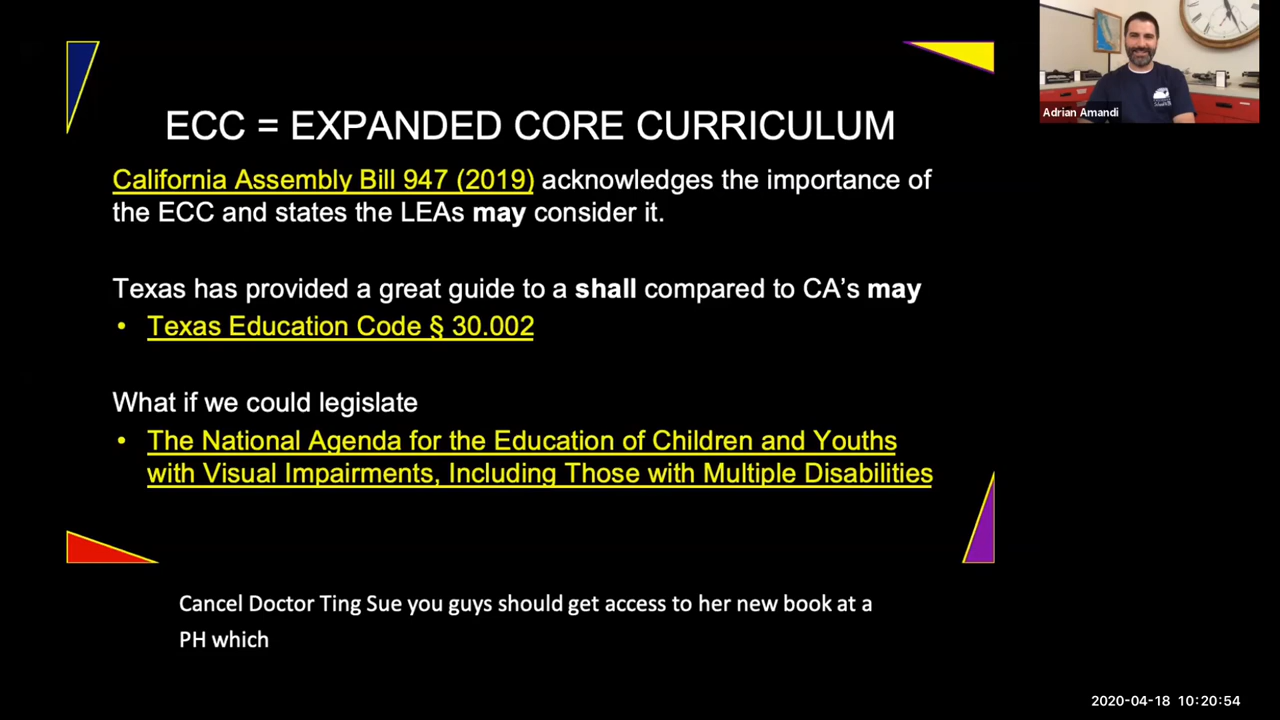 ECC = EXPANDED CORE CURRICULUM
California Assembly Bill 947 (2019) acknowledges the importance of
the ECC and states the LEAs may consider it.
Texas has provided a great guide to a shall compared to CA’s may
• Texas Education Code § 30.002
What if we could legislate
• The National Agenda for the Education of Children and Youths
with Visual Impairments, Including Those with Multiple Disabilities
Adrian Amandi
Cancel Doctor Ting Sue you guys should get access to her new book at a
PH which
2020-04-18 10:20:54